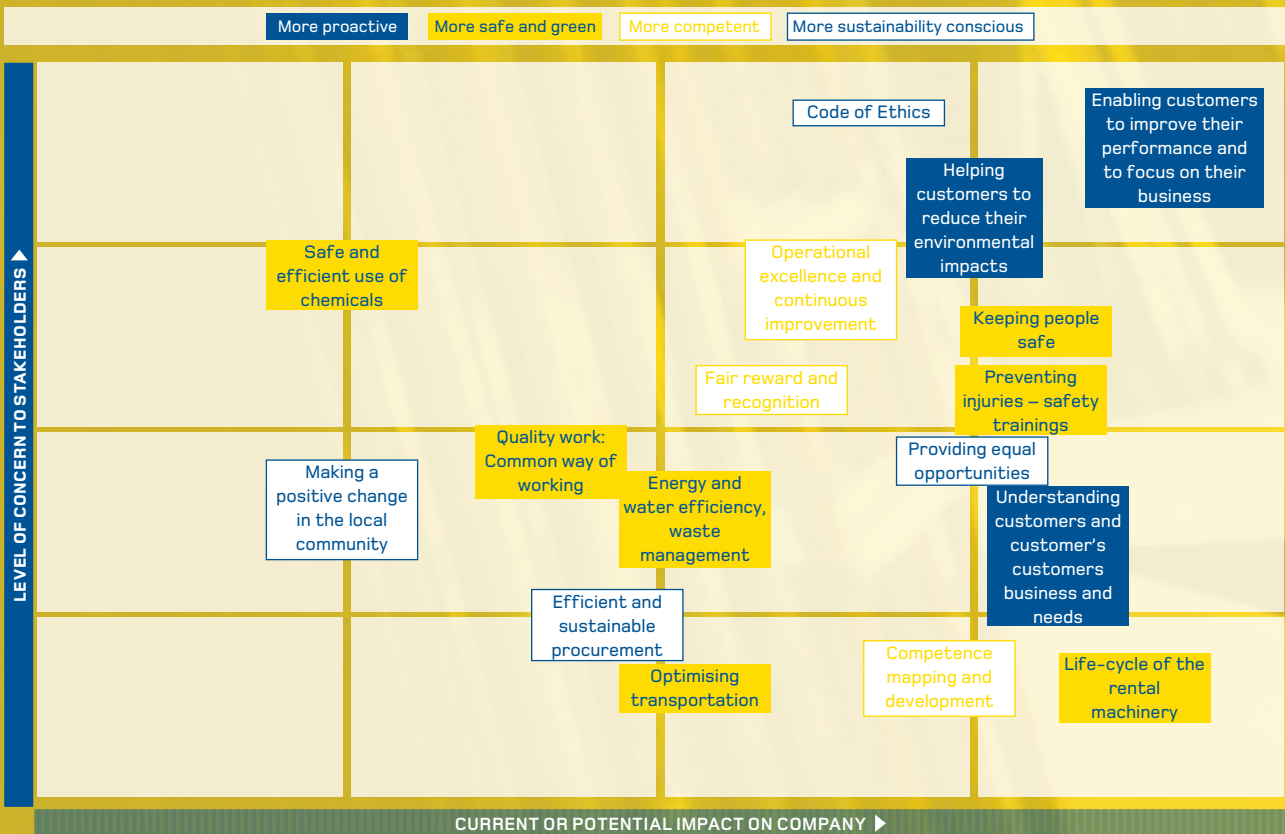 More proactive
More safe and green
More competent
More sustainability conscious
LEVEL OF CONCERN TO STAKEHOLDERS
Code of Ethics
Enabling customers
to improve their
performance and
to focus on their
business
Helping
customers to
reduce their
environmental
impacts
Safe and
efficient use of
chemicals
Operational
excellence and
continuous
improvement
Keeping people
safe
Fair reward and
recognition
Preventing
injuries – safety
trainings
Quality work:
Common way of
working
Providing equal
opportunities
Making a
positive change
in the local
community
Energy and
water efficiency,
waste
management
Understanding
customers and
customer's
customers
business and
needs
Efficient and
sustainable
procurement
Optimising
transportation
Competence
mapping and
development
Life-cycle of the
rental
machinery
CURRENT OR POTENTIAL IMPACT ON COMPANY